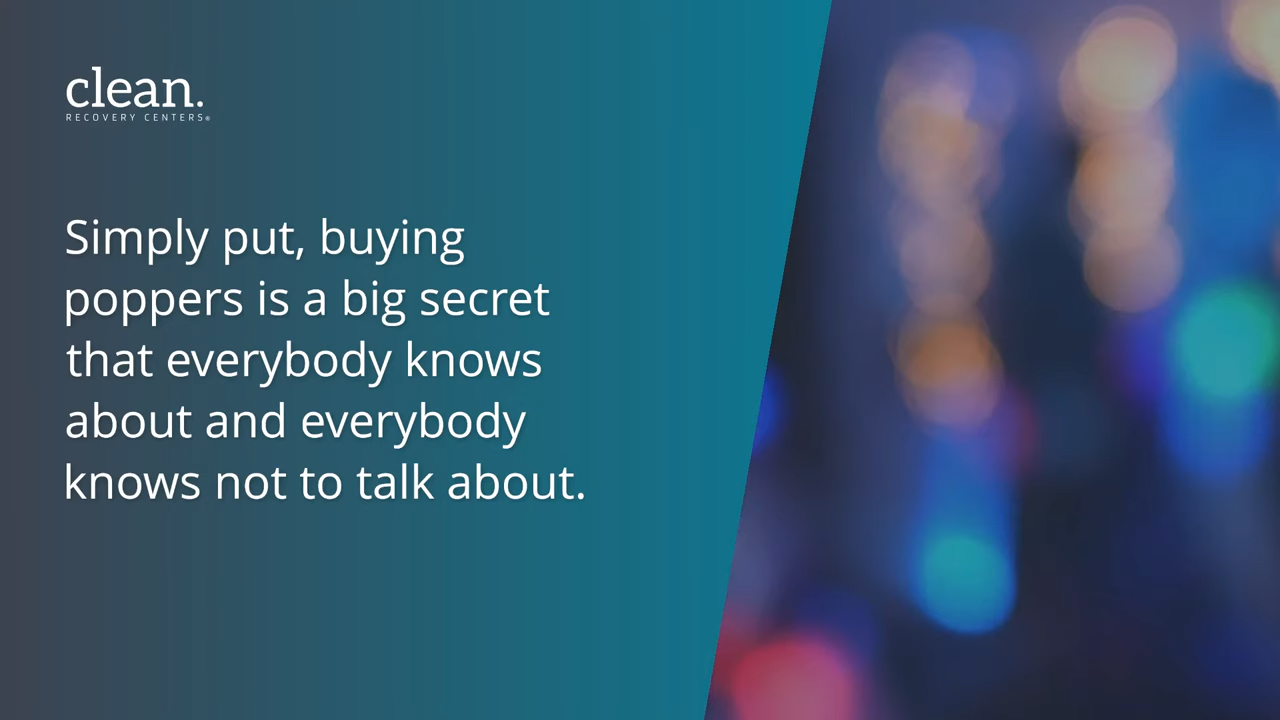 clean.
RECOVERY CENTERS®
Simply put, buying
poppers is a big secret
that everybody knows
about and everybody
knows not to talk about.